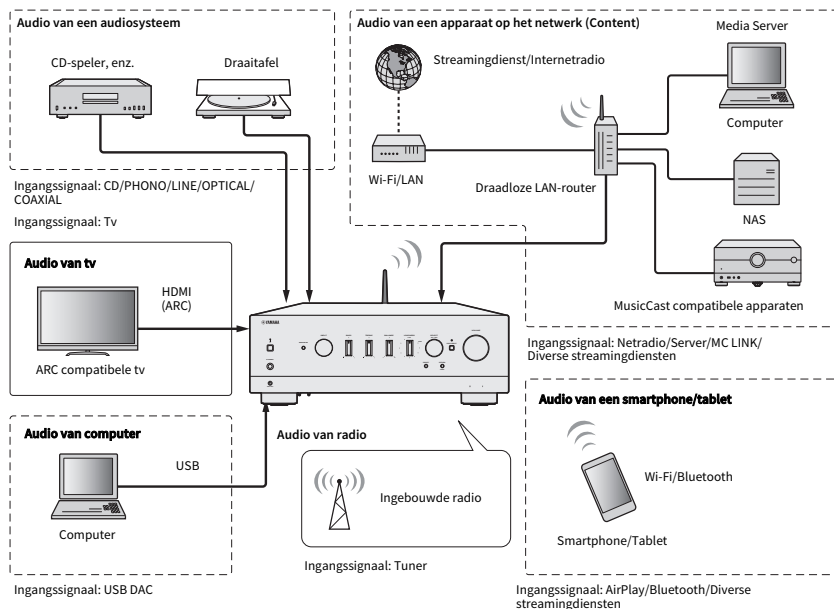 Audio van een audiosysteem
CD-speler, enz.
Draaitafel
Ingangssignaal: CD/PHONO/LINE/OPTICAL/
COAXIAL
Ingangssignaal: Tv
Audio van een apparaat op het netwerk (Content)
Streamingdienst/Internetradio
Media Server
Computer
Wi-Fi/LAN
Draadloze LAN-router
NAS
MusicCast compatibele apparaten
Ingangssignaal: Netradio/Server/MC LINK/
Diverse streamingdiensten
Audio van tv
HDMI
(ARC)
ARC compatibele tv
YAMAHA
Audio van computer
USB
Computer
Ingangssignaal: USB DAC
Audio van radio
Ingebouwde radio
Ingangssignaal: Tuner
Audio van een smartphone/tablet
Wi-Fi/Bluetooth
Smartphone/Tablet
Ingangssignaal: AirPlay/Bluetooth/Diverse
streamingdiensten